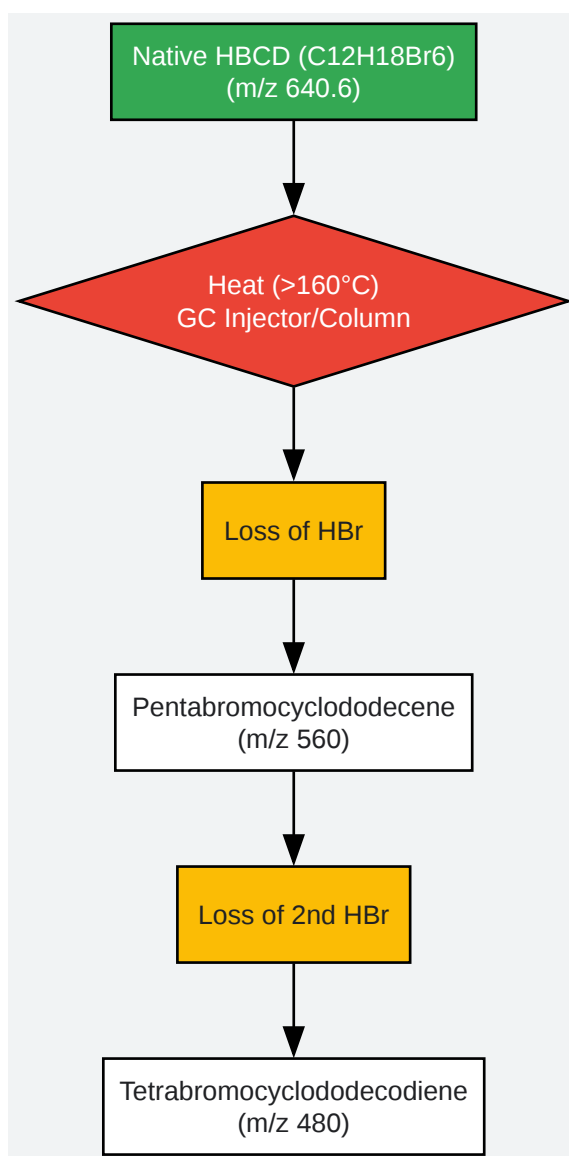 Native HBCD (C12H18Br6)
(m/z 640.6)
Heat (>160°C)
GC Injector/Column
Loss of HBr
Pentabromocyclododecene
(m/z 560)
Loss of 2nd HBr
Tetrabromocyclododecodiene
(m/z 480)